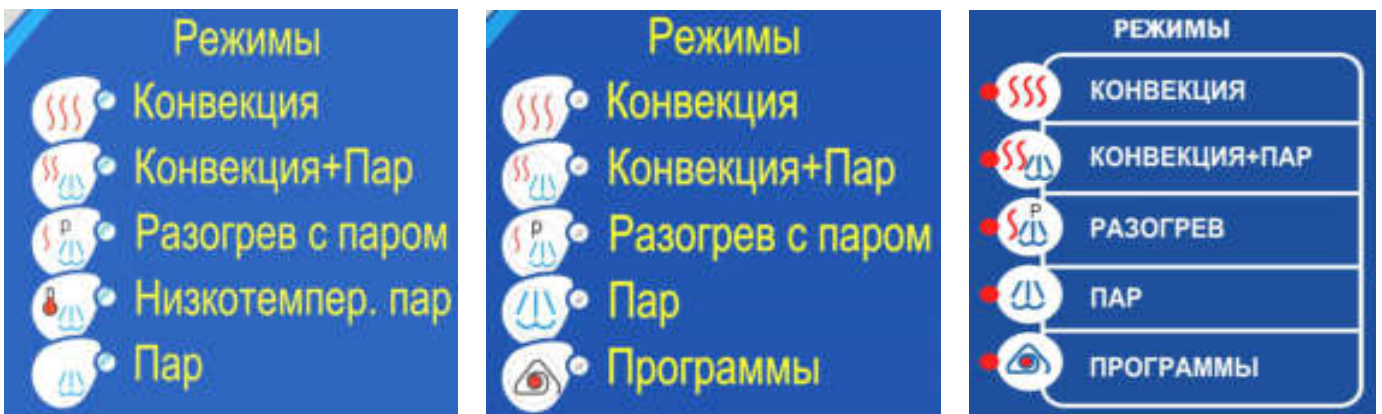 Режимы
Конвекция
Конвекция+Пар
P
Разогрев с паром
Низкотемпер. пар
Пар
Режимы
Конвекция
Конвекция+Пар
P
Разогрев с паром
Пар
Программы
РЕЖИМЫ
КОНВЕКЦИЯ
КОНВЕКЦИЯ+ПАР
P
РАЗОГРЕВ
ПАР
ПРОГРАММЫ